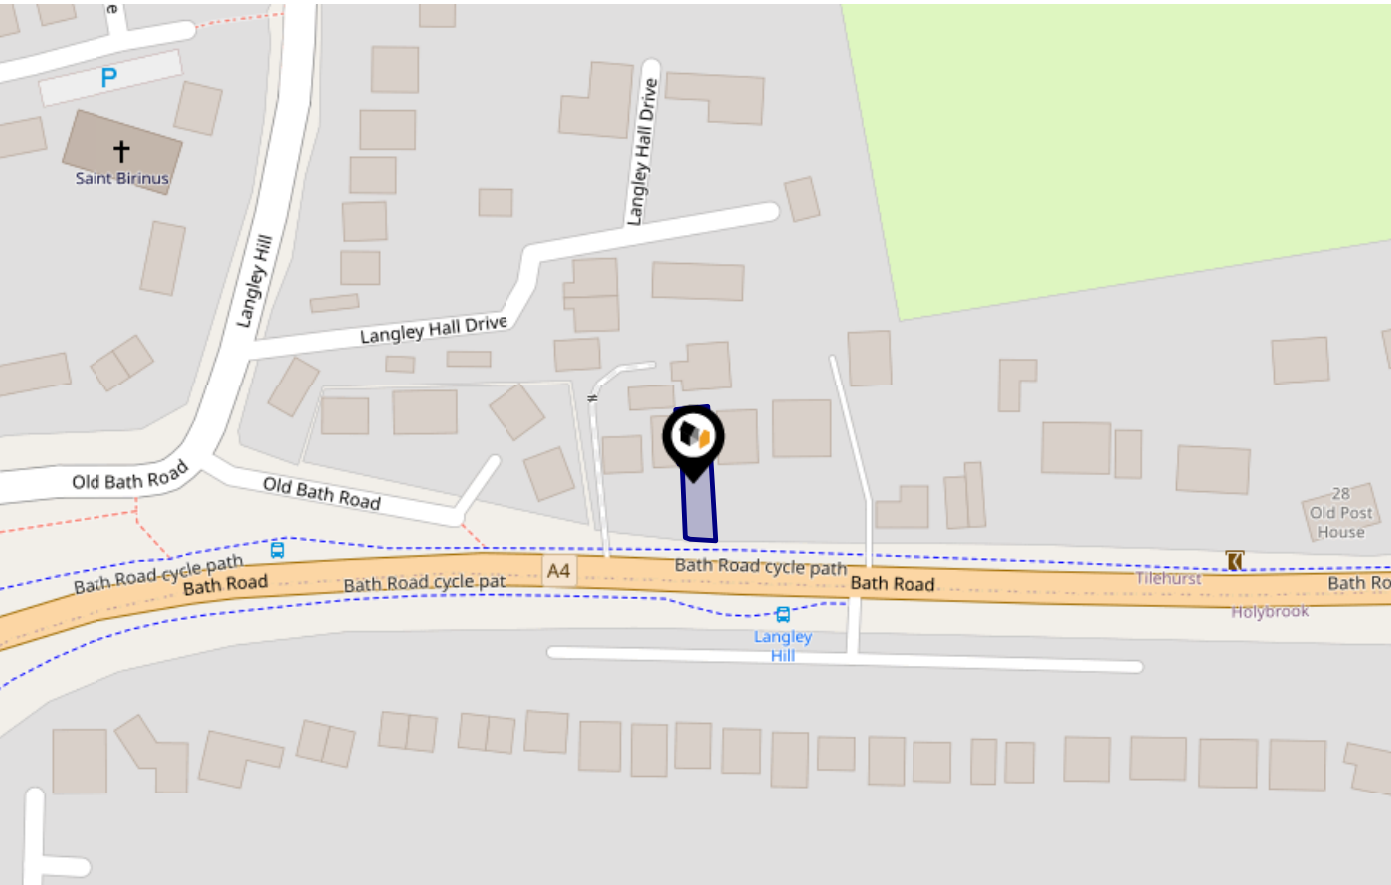 e
P
Saint Birinus
Langley Hill
Langley Hall Drive
Langley Hall Drive
Old Bath Road
Old Bath Road
28
Old Post
House
Bath Road cycle path
Bath Road
A4
Bath Road cycle pat
Bath Road cycle path
Bath Road
Tilehurst
Bath Ro
Holybrook
Langley
Hill